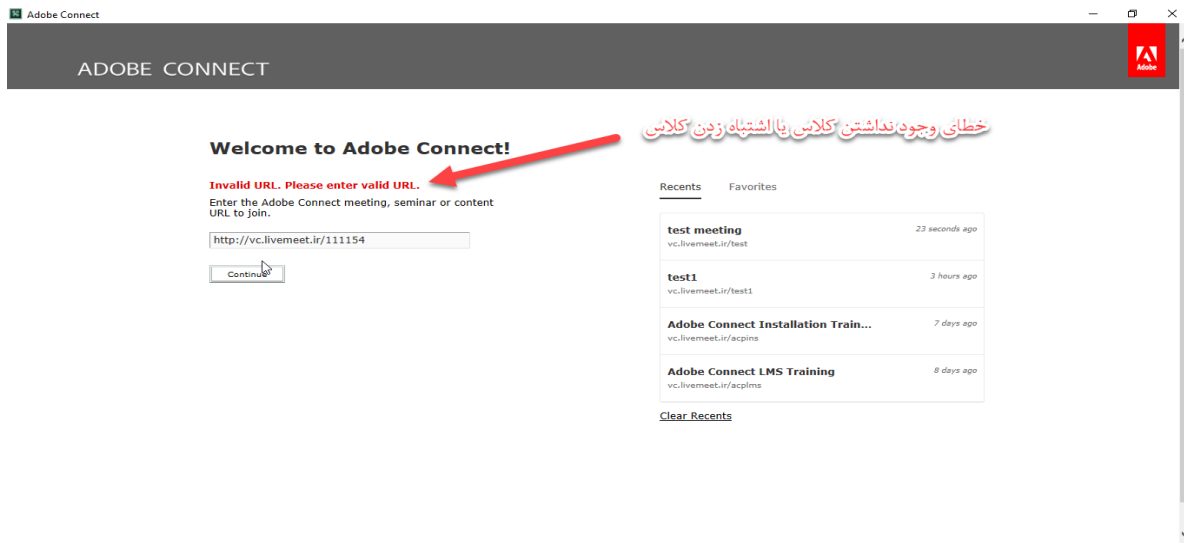 Adobe Connect
ADOBE CONNECT
Adobe
خطای وجود نداشتن کلاس یا اشتباه زدن کلاس
Welcome to Adobe Connect!
Invalid URL. Please enter valid URL.
Enter the Adobe Connect meeting, seminar or content
URL to join.
http://vc.livemeet.ir/111154
Continue
Recents Favorites
test meeting 23 seconds ago
vc.livemeet.ir/test
test1 3 hours ago
vc.livemeet.ir/test1
Adobe Connect Installation Train... 7 days ago
vc.livemeet.ir/acpins
Adobe Connect LMS Training 8 days ago
vc.livemeet.ir/acplms
Clear Recents